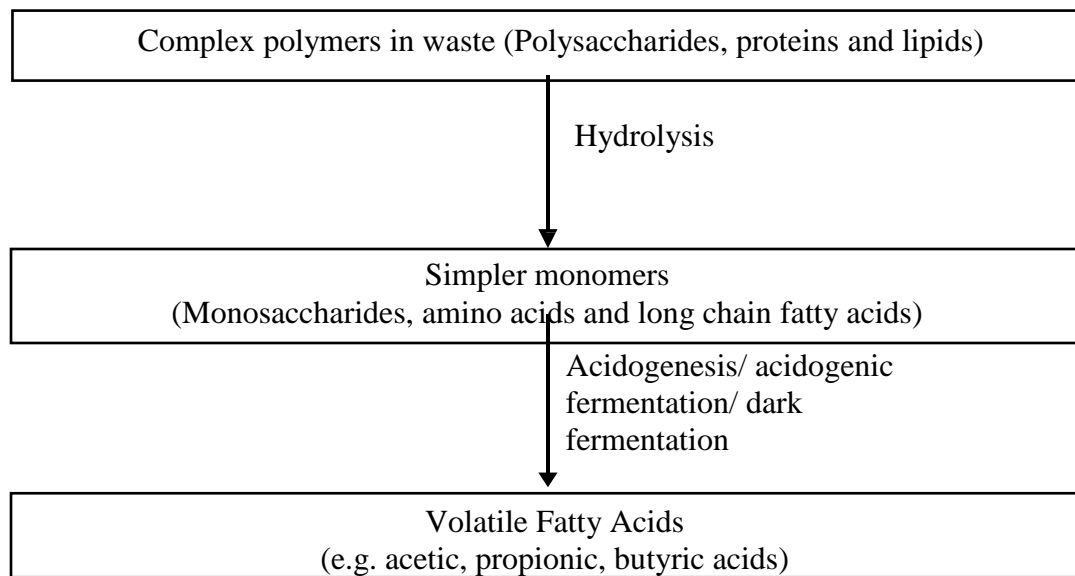 Complex polymers in waste (Polysaccharides, proteins and lipids)
Hydrolysis
Simpler monomers
(Monosaccharides, amino acids and long chain fatty acids)
Acidogenesis/ acidogenic
fermentation/ dark
fermentation
Volatile Fatty Acids
(e.g. acetic, propionic, butyric acids)